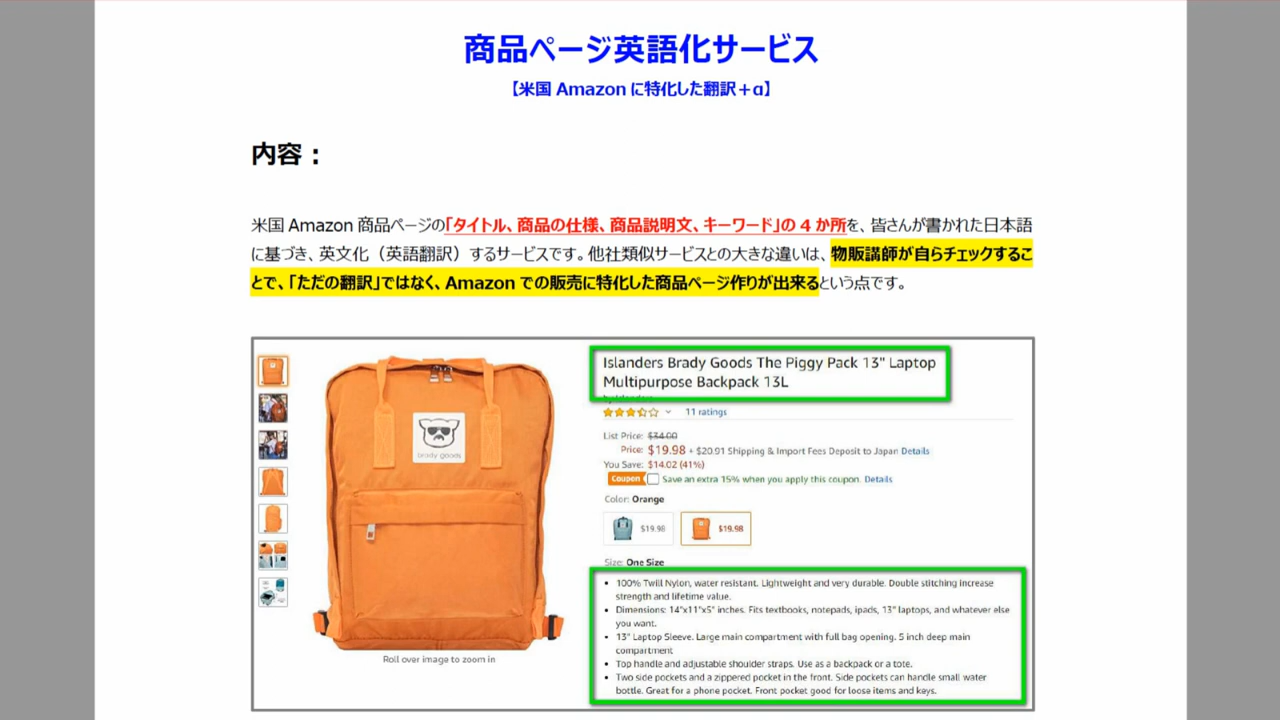 商品ページ英語化サービス
【米国 Amazon に特化した翻訳+α】
内容：
米国 Amazon 商品ページの「タイトル、商品の仕様、商品説明文、キーワード」の 4 か所を、皆さんが書かれた日本語
に基づき、英文化（英語翻訳）するサービスです。他社類似サービスとの大きな違いは、物販講師が自らチェックするこ
とで、「ただの翻訳」ではなく、Amazon での販売に特化した商品ページ作りが出来るという点です。
brady goods
Roll over image to zoom in
Islanders Brady Goods The Piggy Pack 13" Laptop
Multipurpose Backpack 13L
11 ratings
List Price: $34.00
Price: $19.98 + $20.91 Shipping & Import Fees Deposit to Japan Details
You Save: $14.02 (41%)
Coupon Save an extra 15% when you apply this coupon. Details
Color: Orange
$19.98 $19.98
Size: One Size
• 100% Twill Nylon, water resistant. Lightweight and very durable. Double stitching increase
strength and lifetime value.
• Dimensions: 14"x11"x5" inches. Fits textbooks, notepads, ipads, 13" laptops, and whatever else
you want.
• 13" Laptop Sleeve. Large main compartment with full bag opening. 5 inch deep main
compartment
• Top handle and adjustable shoulder straps. Use as a backpack or a tote.
• Two side pockets and a zippered pocket in the front. Side pockets can handle small water
bottle. Great for a phone pocket. Front pocket good for loose items and keys.